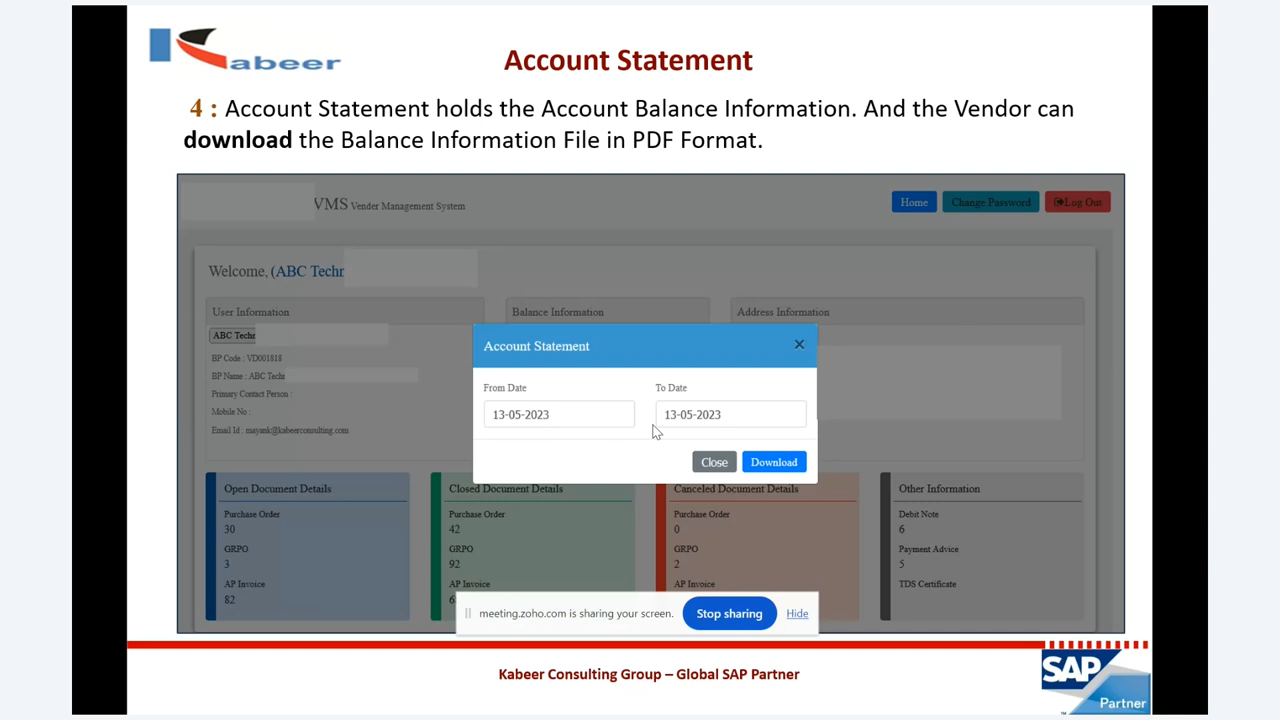 Kabeer
Account Statement
4 : Account Statement holds the Account Balance Information. And the Vendor can
download the Balance Information File in PDF Format.
VMS Vender Management System
Home
Change Password
Log Out
Welcome, (ABC Techn
User Information
Balance Information
Address Information
ABC Techn
BP Code : VD001818
BP Name : ABC Techn
Primary Contact Person :
Mobile No :
Email Id : mayank@kabeerconsulting.com
Account Statement
×
From Date
To Date
13-05-2023
13-05-2023
Close
Download
Open Document Details
Purchase Order
30
GRPO
3
AP Invoice
82
Closed Document Details
Purchase Order
42
GRPO
92
AP Invoice
Canceled Document Details
Purchase Order
0
GRPO
2
AP Invoice
Other Information
Debit Note
6
Payment Advice
5
TDS Certificate
meeting.zoho.com is sharing your screen.
Stop sharing
Hide
Kabeer Consulting Group – Global SAP Partner
SAP
Partner